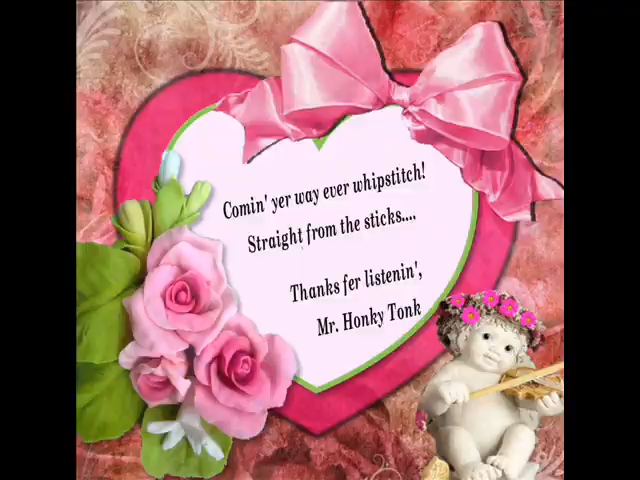 Comin' yer way ever whipstitch!
Straight from the sticks....
Thanks fer listenin',
Mr. Honky Tonk